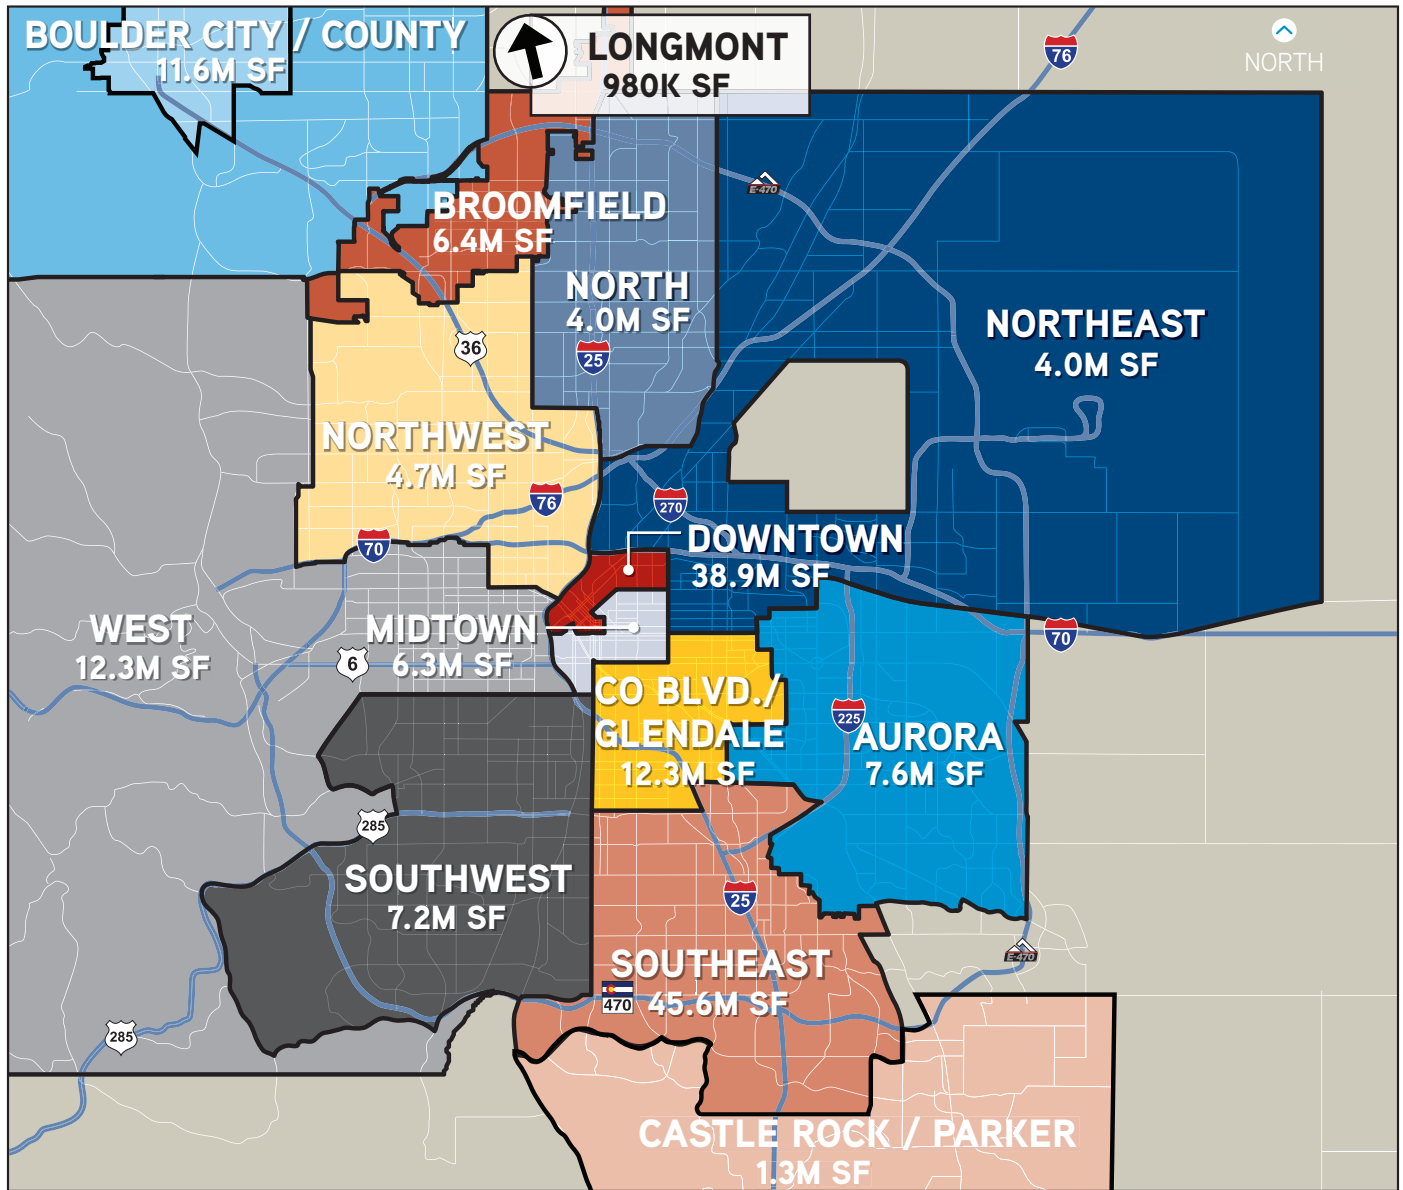 BOULDER CITY / COUNTY
11.6M SF
LONGMONT
980K SF
76
NORTH
E-470
BROOMFIELD
6.4M SF
NORTH
4.0M SF
25
36
NORTHEAST
4.0M SF
NORTHWEST
4.7M SF
76
270
70
DOWNTOWN
38.9M SF
WEST
12.3M SF
MIDTOWN
6.3M SF
6
70
CO BLVD./
GLENDALE
12.3M SF
225
AURORA
7.6M SF
285
SOUTHWEST
7.2M SF
25
SOUTHEAST
45.6M SF
470
E-470
285
CASTLE ROCK / PARKER
1.3M SF